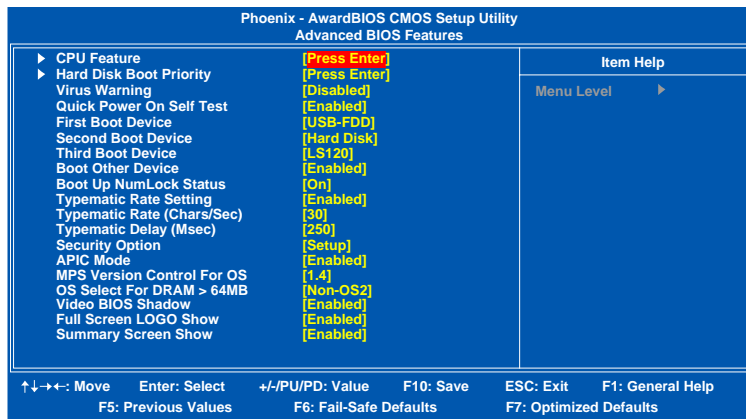 Phoenix - AwardBIOS CMOS Setup Utility
Advanced BIOS Features
CPU Feature [Press Enter]
Hard Disk Boot Priority [Press Enter]
Virus Warning [Disabled]
Quick Power On Self Test [Enabled]
First Boot Device [USB-FDD]
Second Boot Device [Hard Disk]
Third Boot Device [LS120]
Boot Other Device [Enabled]
Boot Up NumLock Status [On]
Typematic Rate Setting [Enabled]
Typematic Rate (Chars/Sec) [30]
Typematic Delay (Msec) [250]
Security Option [Setup]
APIC Mode [Enabled]
MPS Version Control For OS [1.4]
OS Select For DRAM > 64MB [Non-OS2]
Video BIOS Shadow [Enabled]
Full Screen LOGO Show [Enabled]
Summary Screen Show [Enabled]
Item Help
Menu Level
↑↓→←: Move Enter: Select +/-/PU/PD: Value F10: Save ESC: Exit F1: General Help
F5: Previous Values F6: Fail-Safe Defaults F7: Optimized Defaults